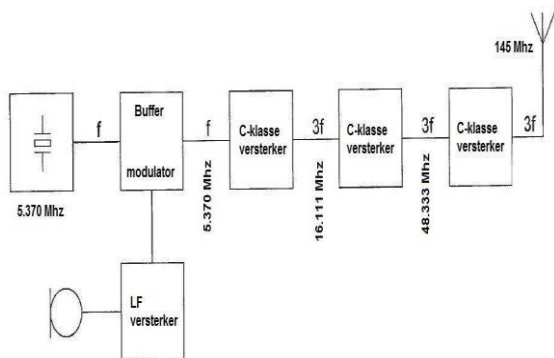 145 Mhz
Buffer
modulator
f
f
C-klasse
versterker
3f
C-klasse
versterker
3f
C-klasse
versterker
3f
5.370 Mhz
5.370 Mhz
16.111 Mhz
48.333 Mhz
LF
versterker